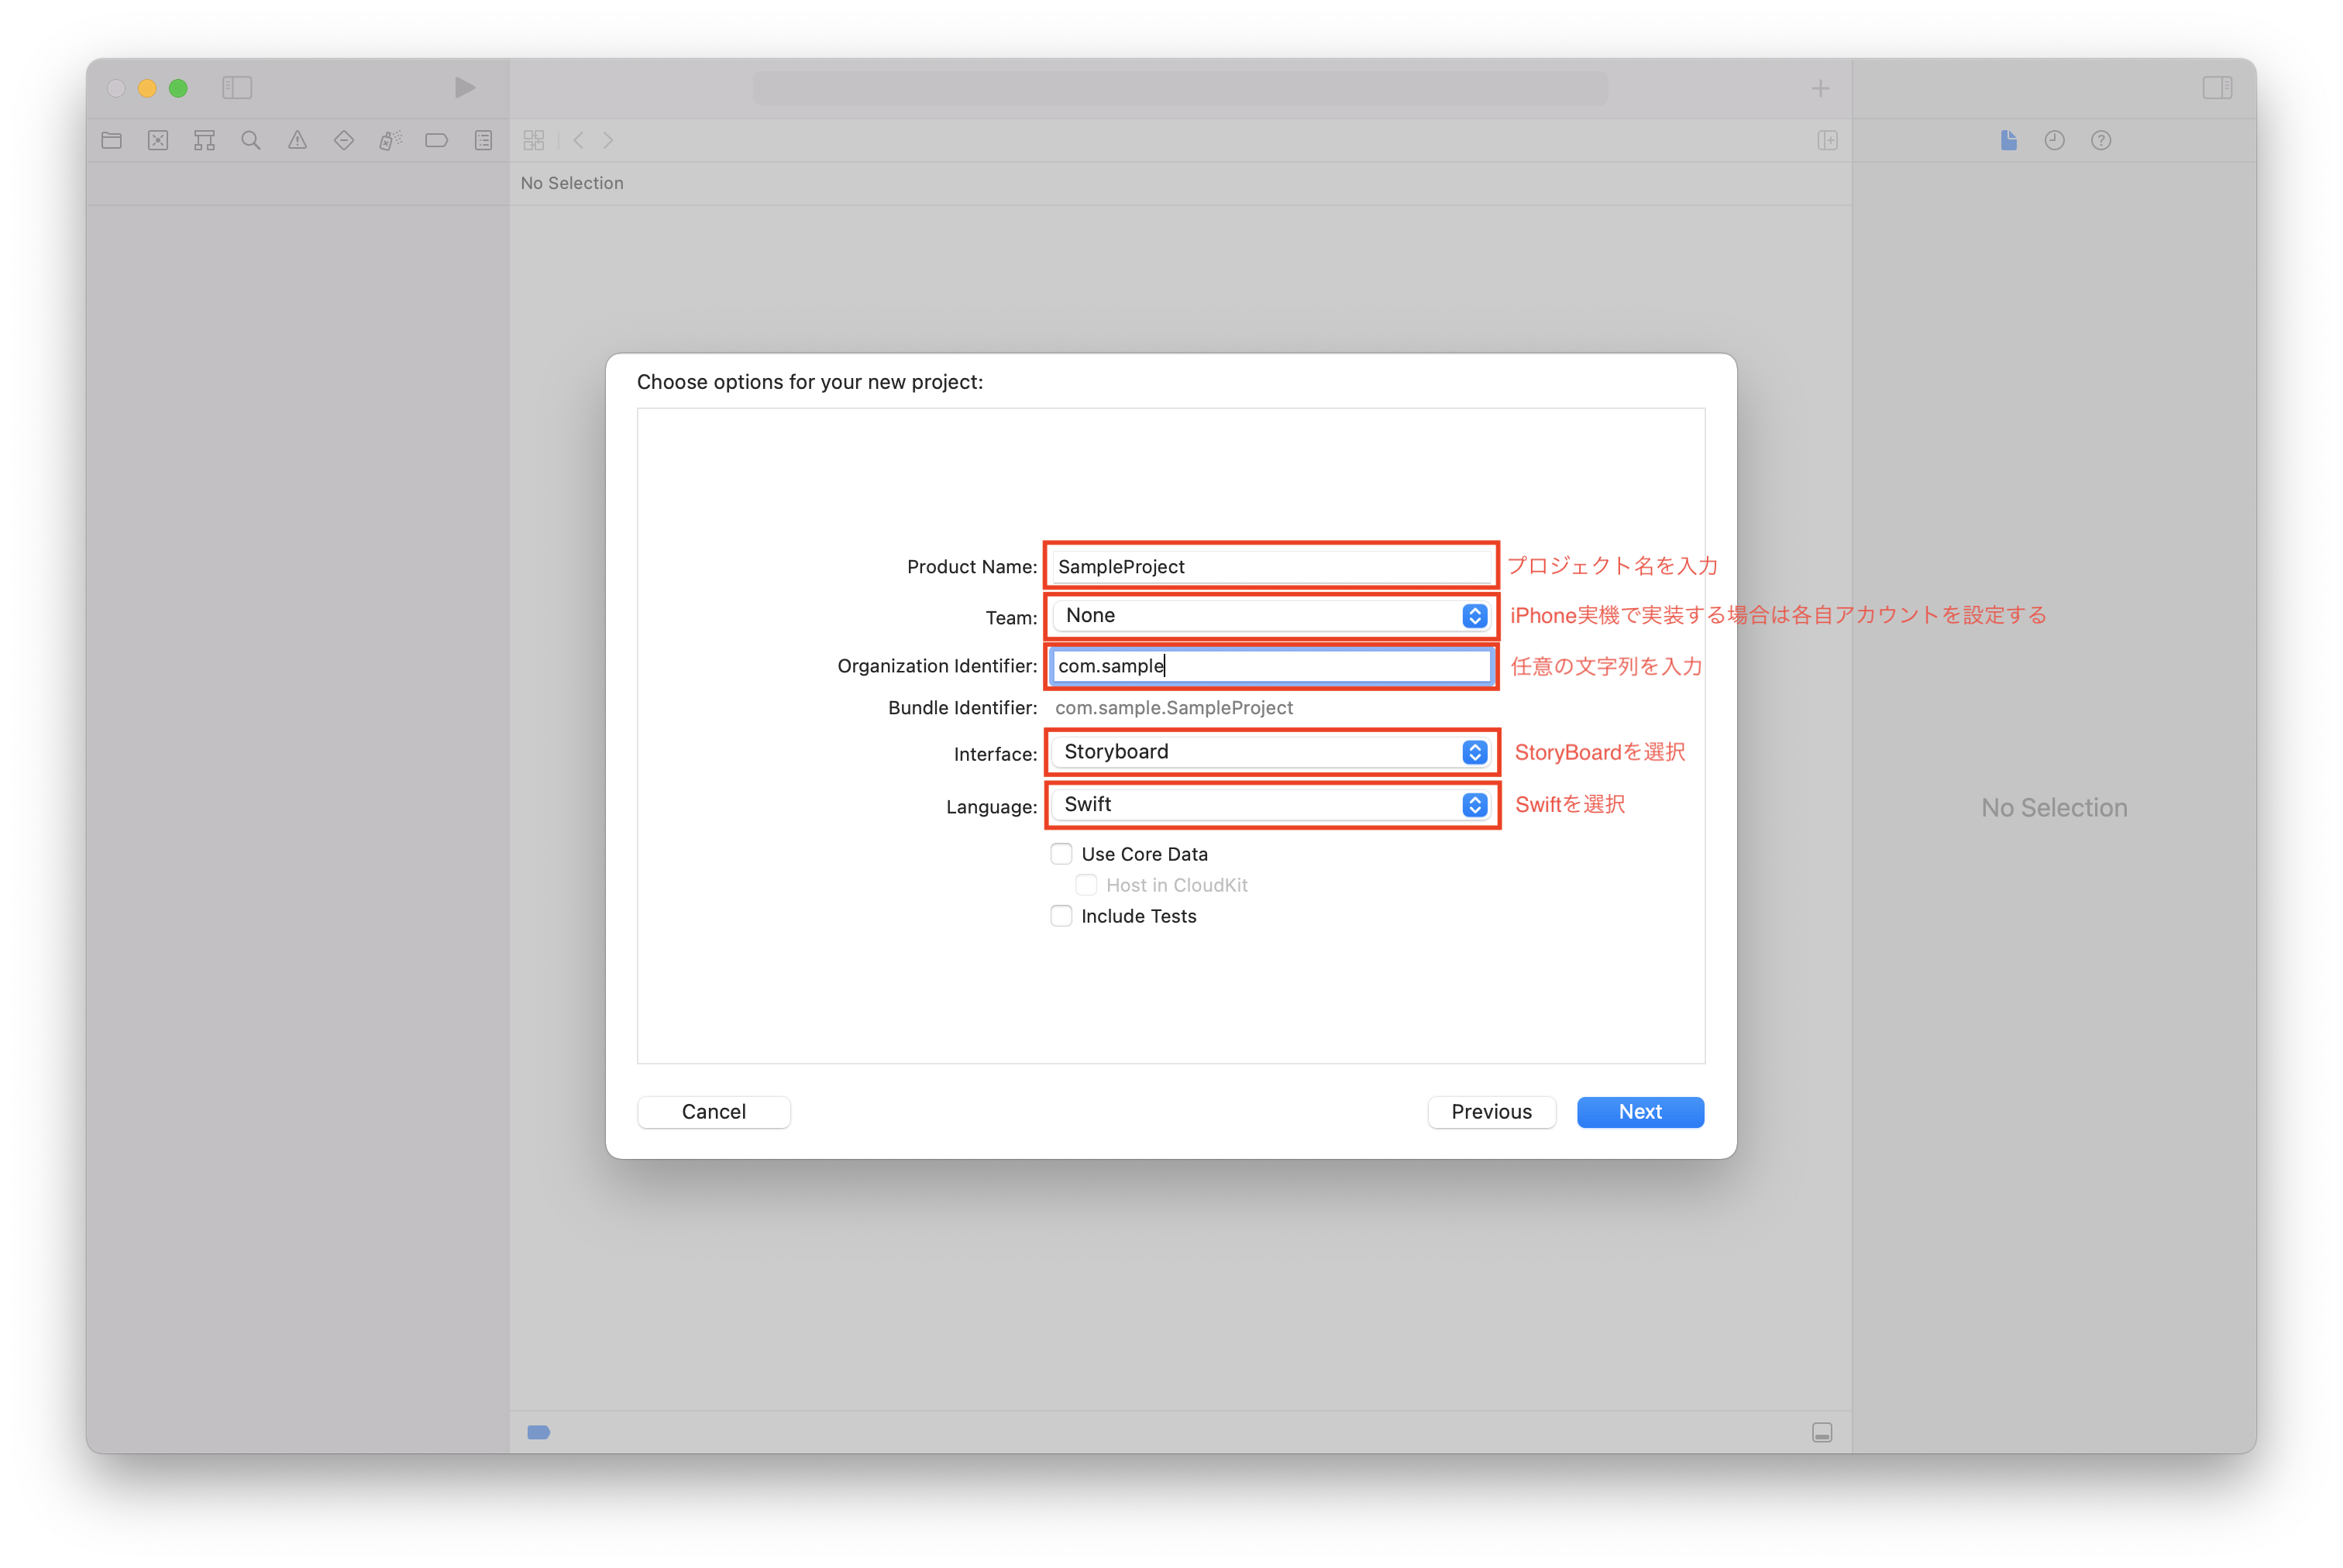 No Selection
Choose options for your new project:
Product Name: SampleProject プロジェクト名を入力
Team: None iPhone実機で実装する場合は各自アカウントを設定する
Organization Identifier: com.sample 任意の文字列を入力
Bundle Identifier: com.sample.SampleProject
Interface: Storyboard StoryBoardを選択
Language: Swift Swiftを選択
No Selection
Use Core Data
Host in CloudKit
Include Tests
Cancel Previous Next